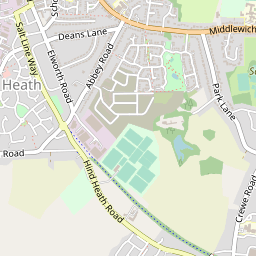 Deans Lane
Middlewich
Sch
Salt Line Way
Elworth Road
Abbey Road
Park Lane
Heath
Road
Hind Heath Road
Crewe Road